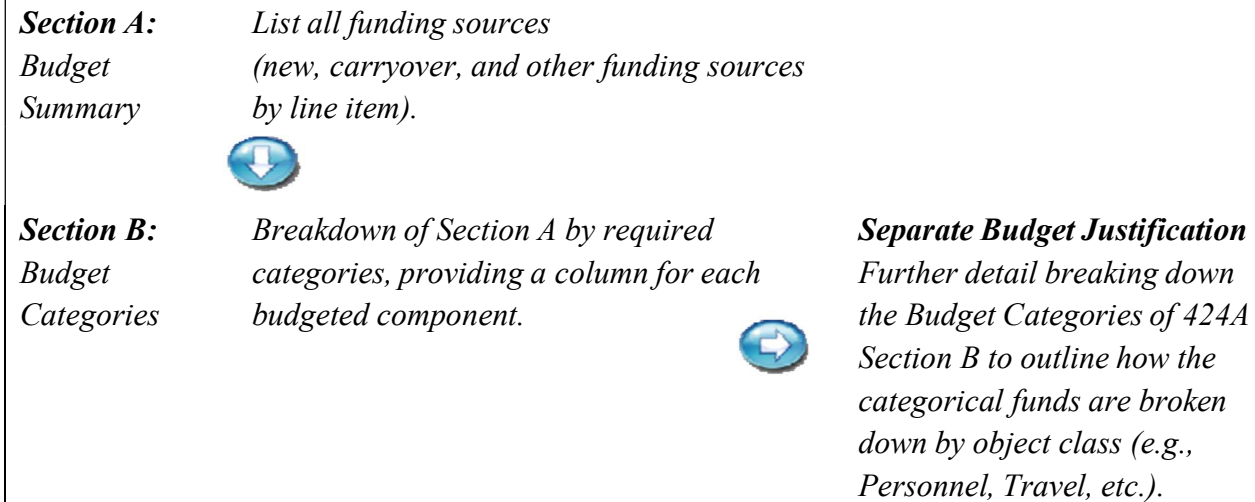 Section A:
Budget
Summary
List all funding sources
(new, carryover, and other funding sources
by line item).
Section B:
Budget
Categories
Breakdown of Section A by required
categories, providing a column for each
budgeted component.
Separate Budget Justification
Further detail breaking down
the Budget Categories of 424A
Section B to outline how the
categorical funds are broken
down by object class (e.g.,
Personnel, Travel, etc.).